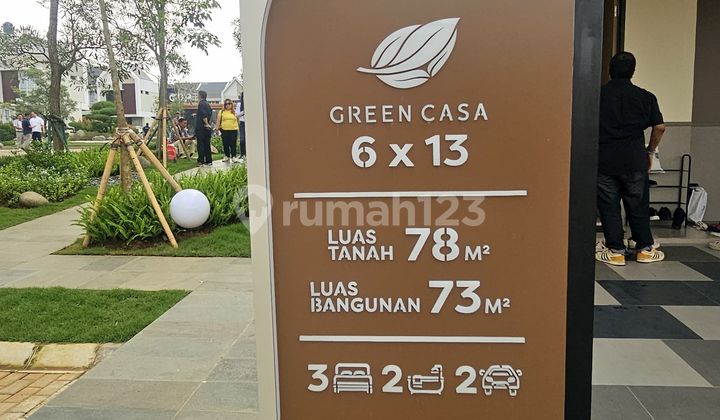 GREEN CASA
6 x 13
rumah123
LUAS
TANAH 78 M²
LUAS
BANGUNAN 73 M²
3 2 2